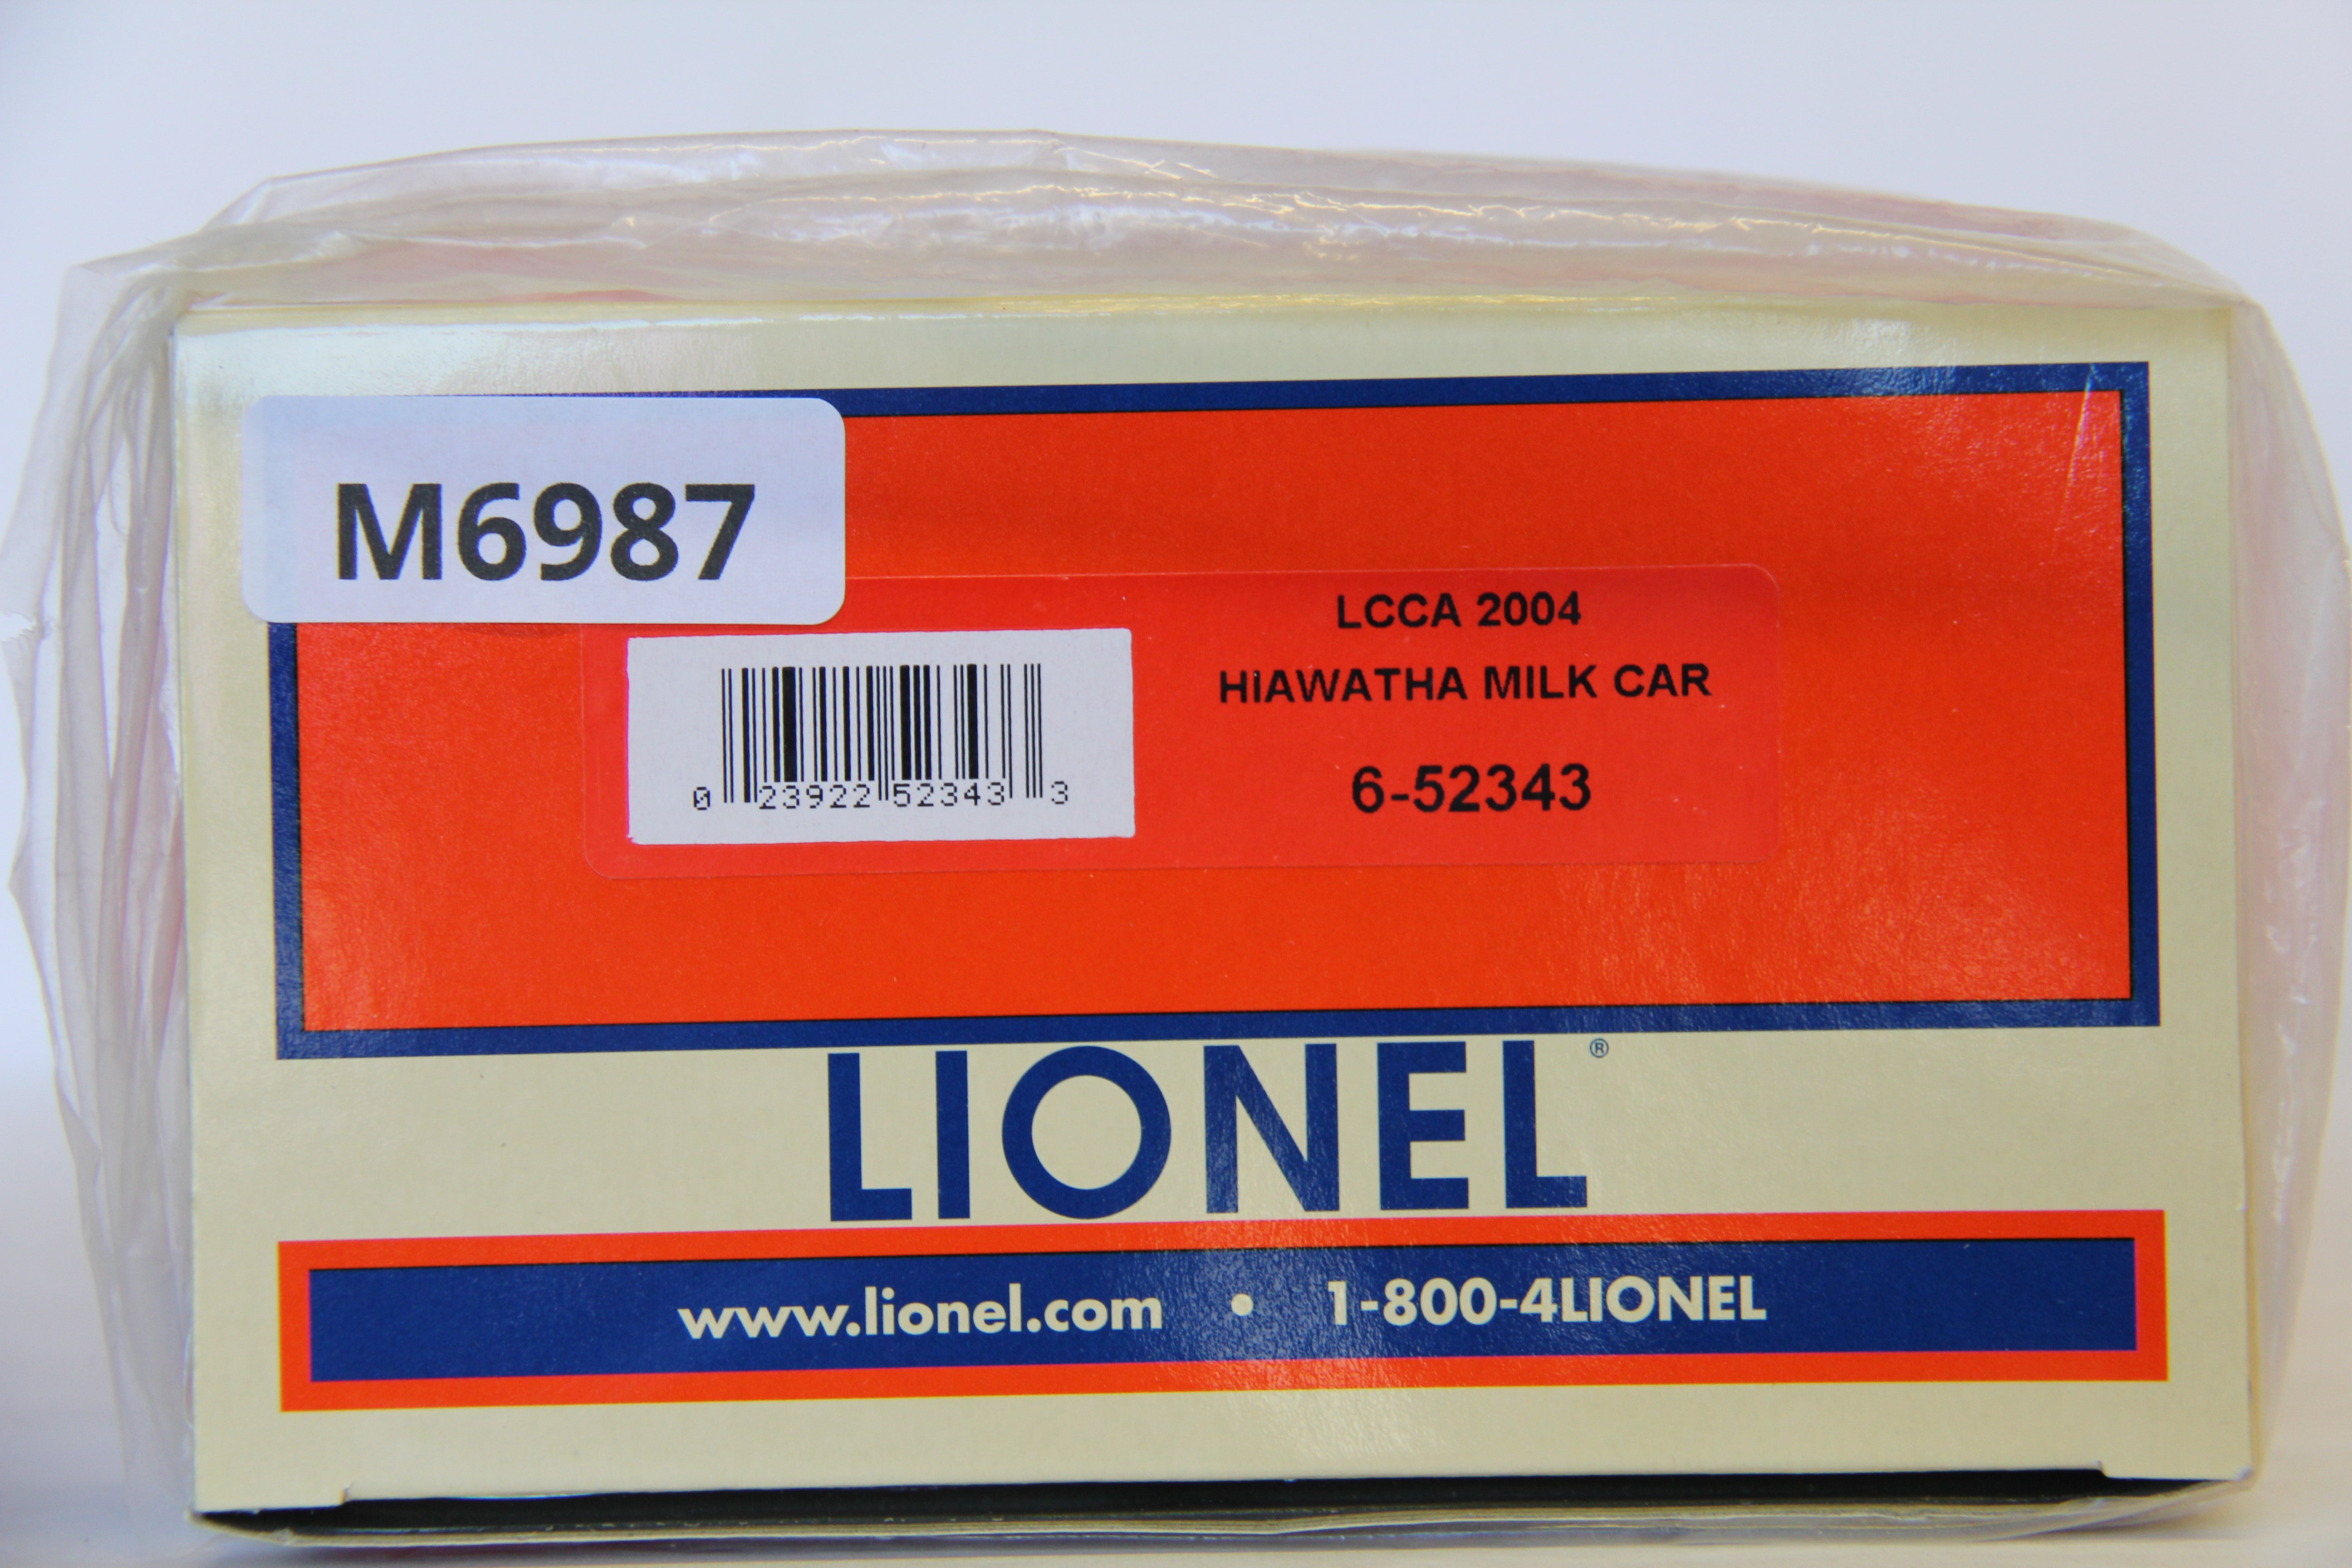 M6987
LCCA 2004
HIAWATHA MILK CAR
6-52343
0 23922 52343 3
LIONEL®
www.lionel.com • 1-800-4LIONEL